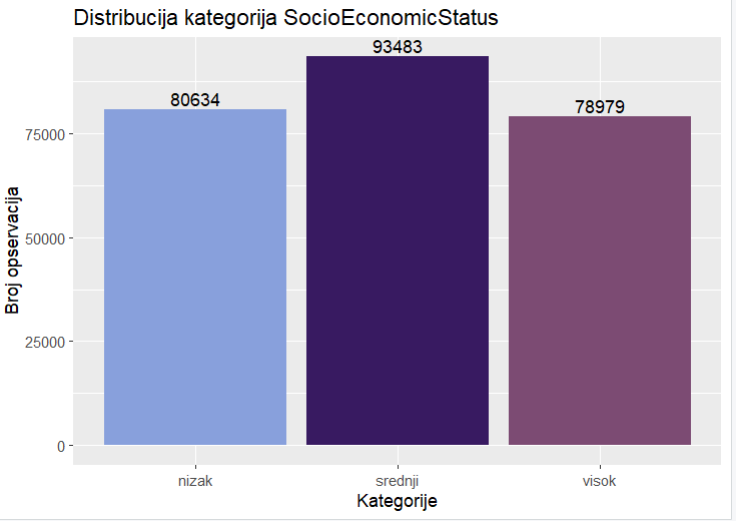 Distribucija kategorija SocioEconomicStatus
93483
80634
78979
75000
50000
25000
0
Broj opservacija
nizak srednji visok
Kategorije